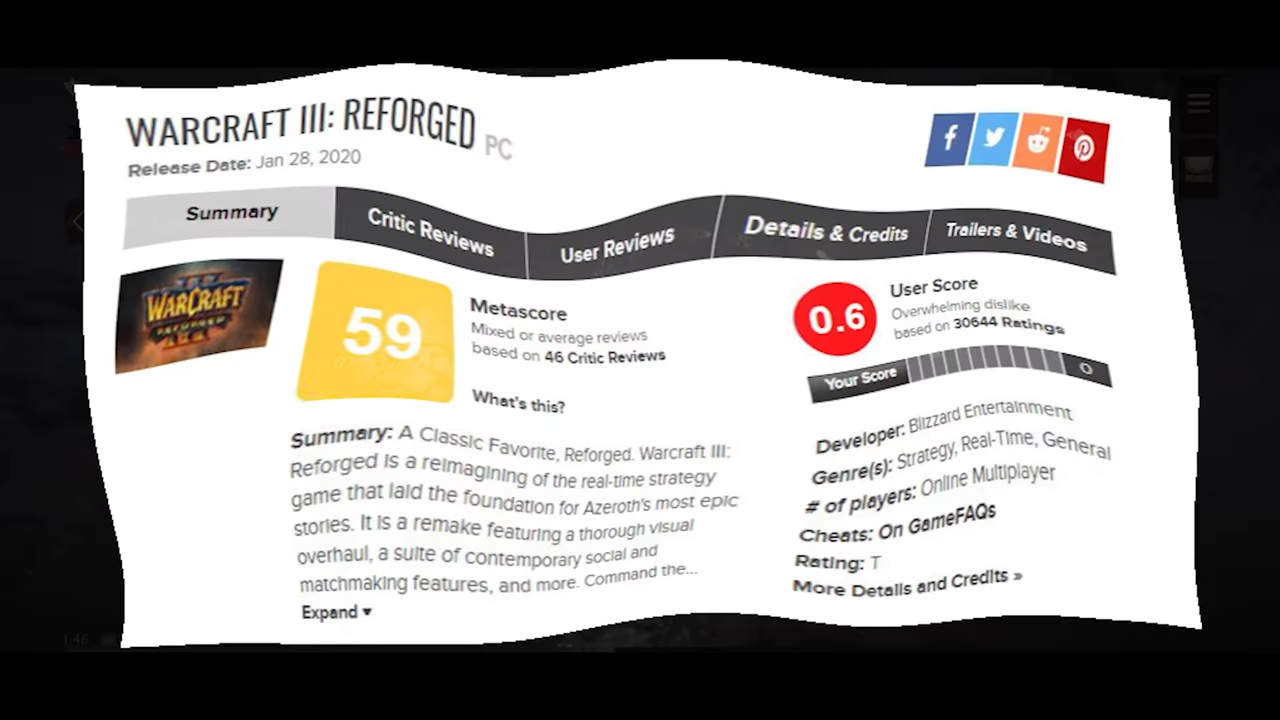 WARCRAFT III: REFORGED PC
Release Date: Jan 28, 2020
Summary
Critic Reviews
User Reviews
Details & Credits
Trailers & Videos
WARCRAFT
III
REFORGED
59
Metascore
Mixed or average reviews
based on 46 Critic Reviews
What's this?
Summary: A Classic Favorite, Reforged. Warcraft III:
Reforged is a reimagining of the real-time strategy
game that laid the foundation for Azeroth's most epic
stories. It is a remake featuring a thorough visual
overhaul, a suite of contemporary social and
matchmaking features, and more. Command the...
Expand ▾
0.6
User Score
Overwhelming dislike
based on 30644 Ratings
Your Score
0
Developer: Blizzard Entertainment
Genre(s): Strategy, Real-Time, General
# of players: Online Multiplayer
Cheats: On GameFAQs
Rating: T
More Details and Credits »
1:46